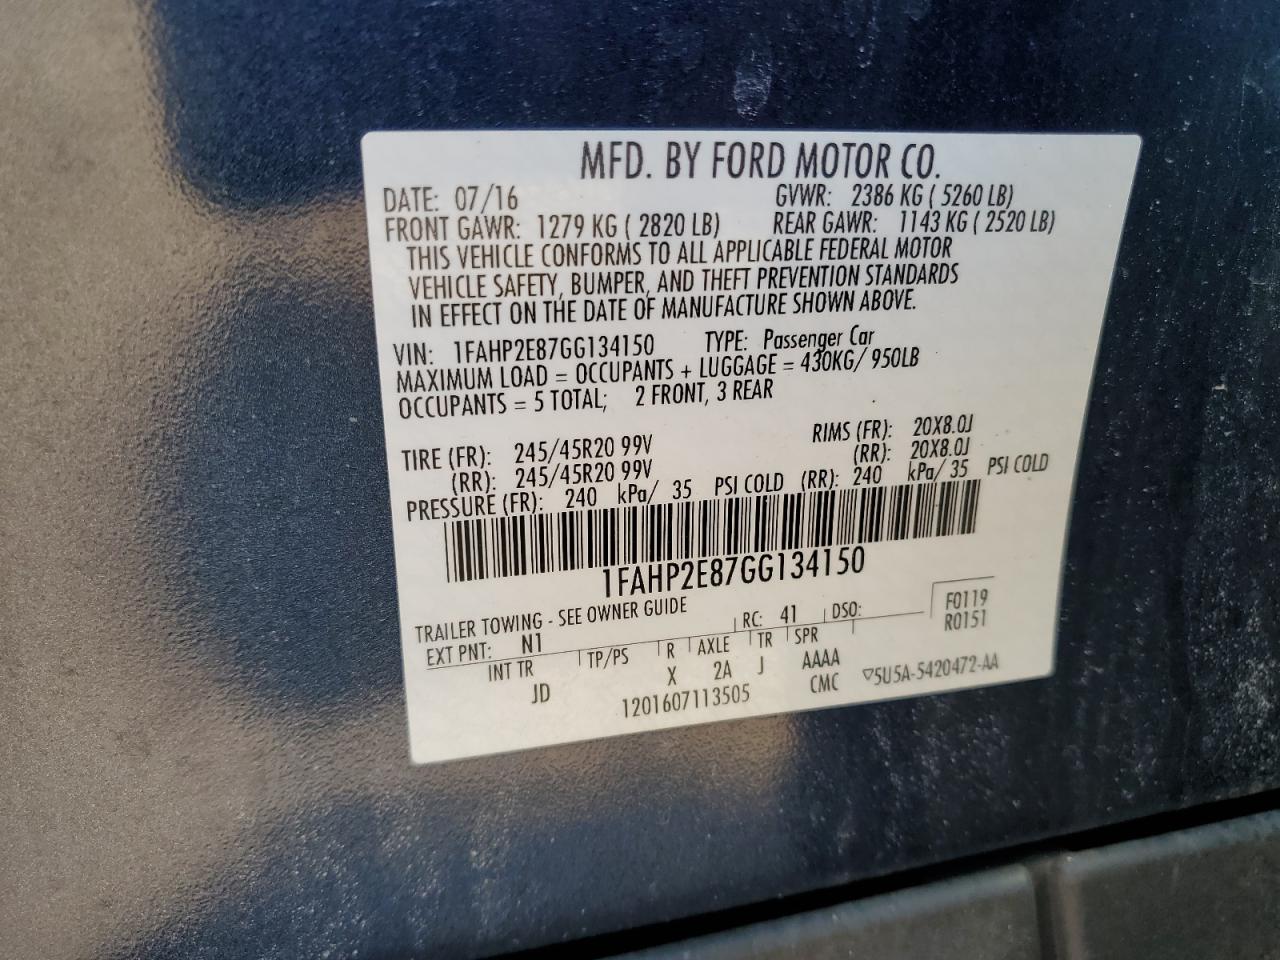 MFD. BY FORD MOTOR CO.
DATE: 07/16 GVWR: 2386 KG ( 5260 LB)
FRONT GAWR: 1279 KG ( 2820 LB) REAR GAWR: 1143 KG ( 2520 LB)
THIS VEHICLE CONFORMS TO ALL APPLICABLE FEDERAL MOTOR
VEHICLE SAFETY, BUMPER, AND THEFT PREVENTION STANDARDS
IN EFFECT ON THE DATE OF MANUFACTURE SHOWN ABOVE.
VIN: 1FAHP2E87GG134150 TYPE: Passenger Car
MAXIMUM LOAD = OCCUPANTS + LUGGAGE = 430KG/ 950LB
OCCUPANTS = 5 TOTAL; 2 FRONT, 3 REAR
TIRE (FR): 245/45R20 99V RIMS (FR): 20X8.0J
(RR): 245/45R20 99V (RR): 20X8.0J
PRESSURE (FR): 240 kPa/ 35 PSI COLD (RR): 240 kPa/ 35 PSI COLD
1FAHP2E87GG134150
TRAILER TOWING - SEE OWNER GUIDE
EXT PNT: N1 RC: 41 DSO: F0119
R0151
INT TR TP/PS R AXLE TR SPR
JD X 2A J AAAA
1201607113505 CMC ▽5U5A-5420472-AA